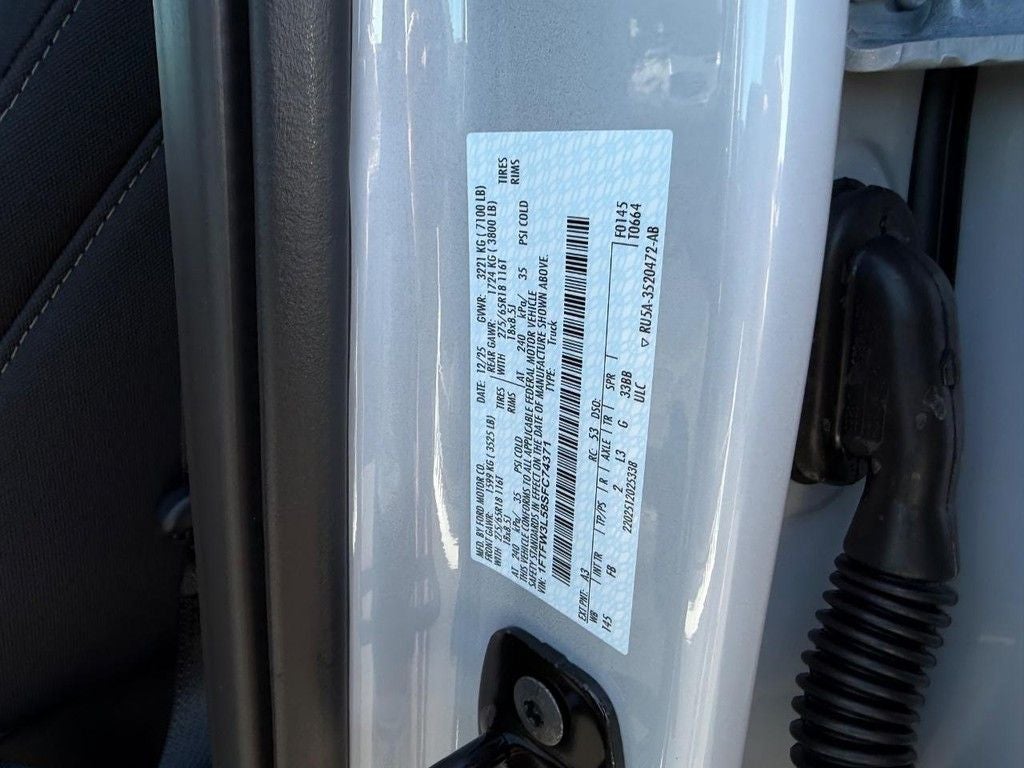 MFD. BY FORD MOTOR CO. DATE: 12/25 GVWR: 3221 KG ( 7100 LB)
FRONT GAWR: 1599 KG ( 3525 LB) REAR GAWR: 1724 KG ( 3800 LB)
WITH 275/65R18 116T TIRES WITH 275/65R18 116T TIRES
18x8.5J RIMS 18x8.5J RIMS
AT 240 kPa/ 35 PSI COLD AT 240 kPa/ 35 PSI COLD
THIS VEHICLE CONFORMS TO ALL APPLICABLE FEDERAL MOTOR VEHICLE
SAFETY STANDARDS IN EFFECT ON THE DATE OF MANUFACTURE SHOWN ABOVE.
VIN: 1FTFW3L58SFC74371 TYPE: Truck
EXT PNT: A3 RC: 53 DSO: F0145
WB INT TR TP/PS R AXLE TR SPR T0664
145 FB 5 2 L3 G 33BB
22025122025338 ULC ▽ RU5A-3520472-AB